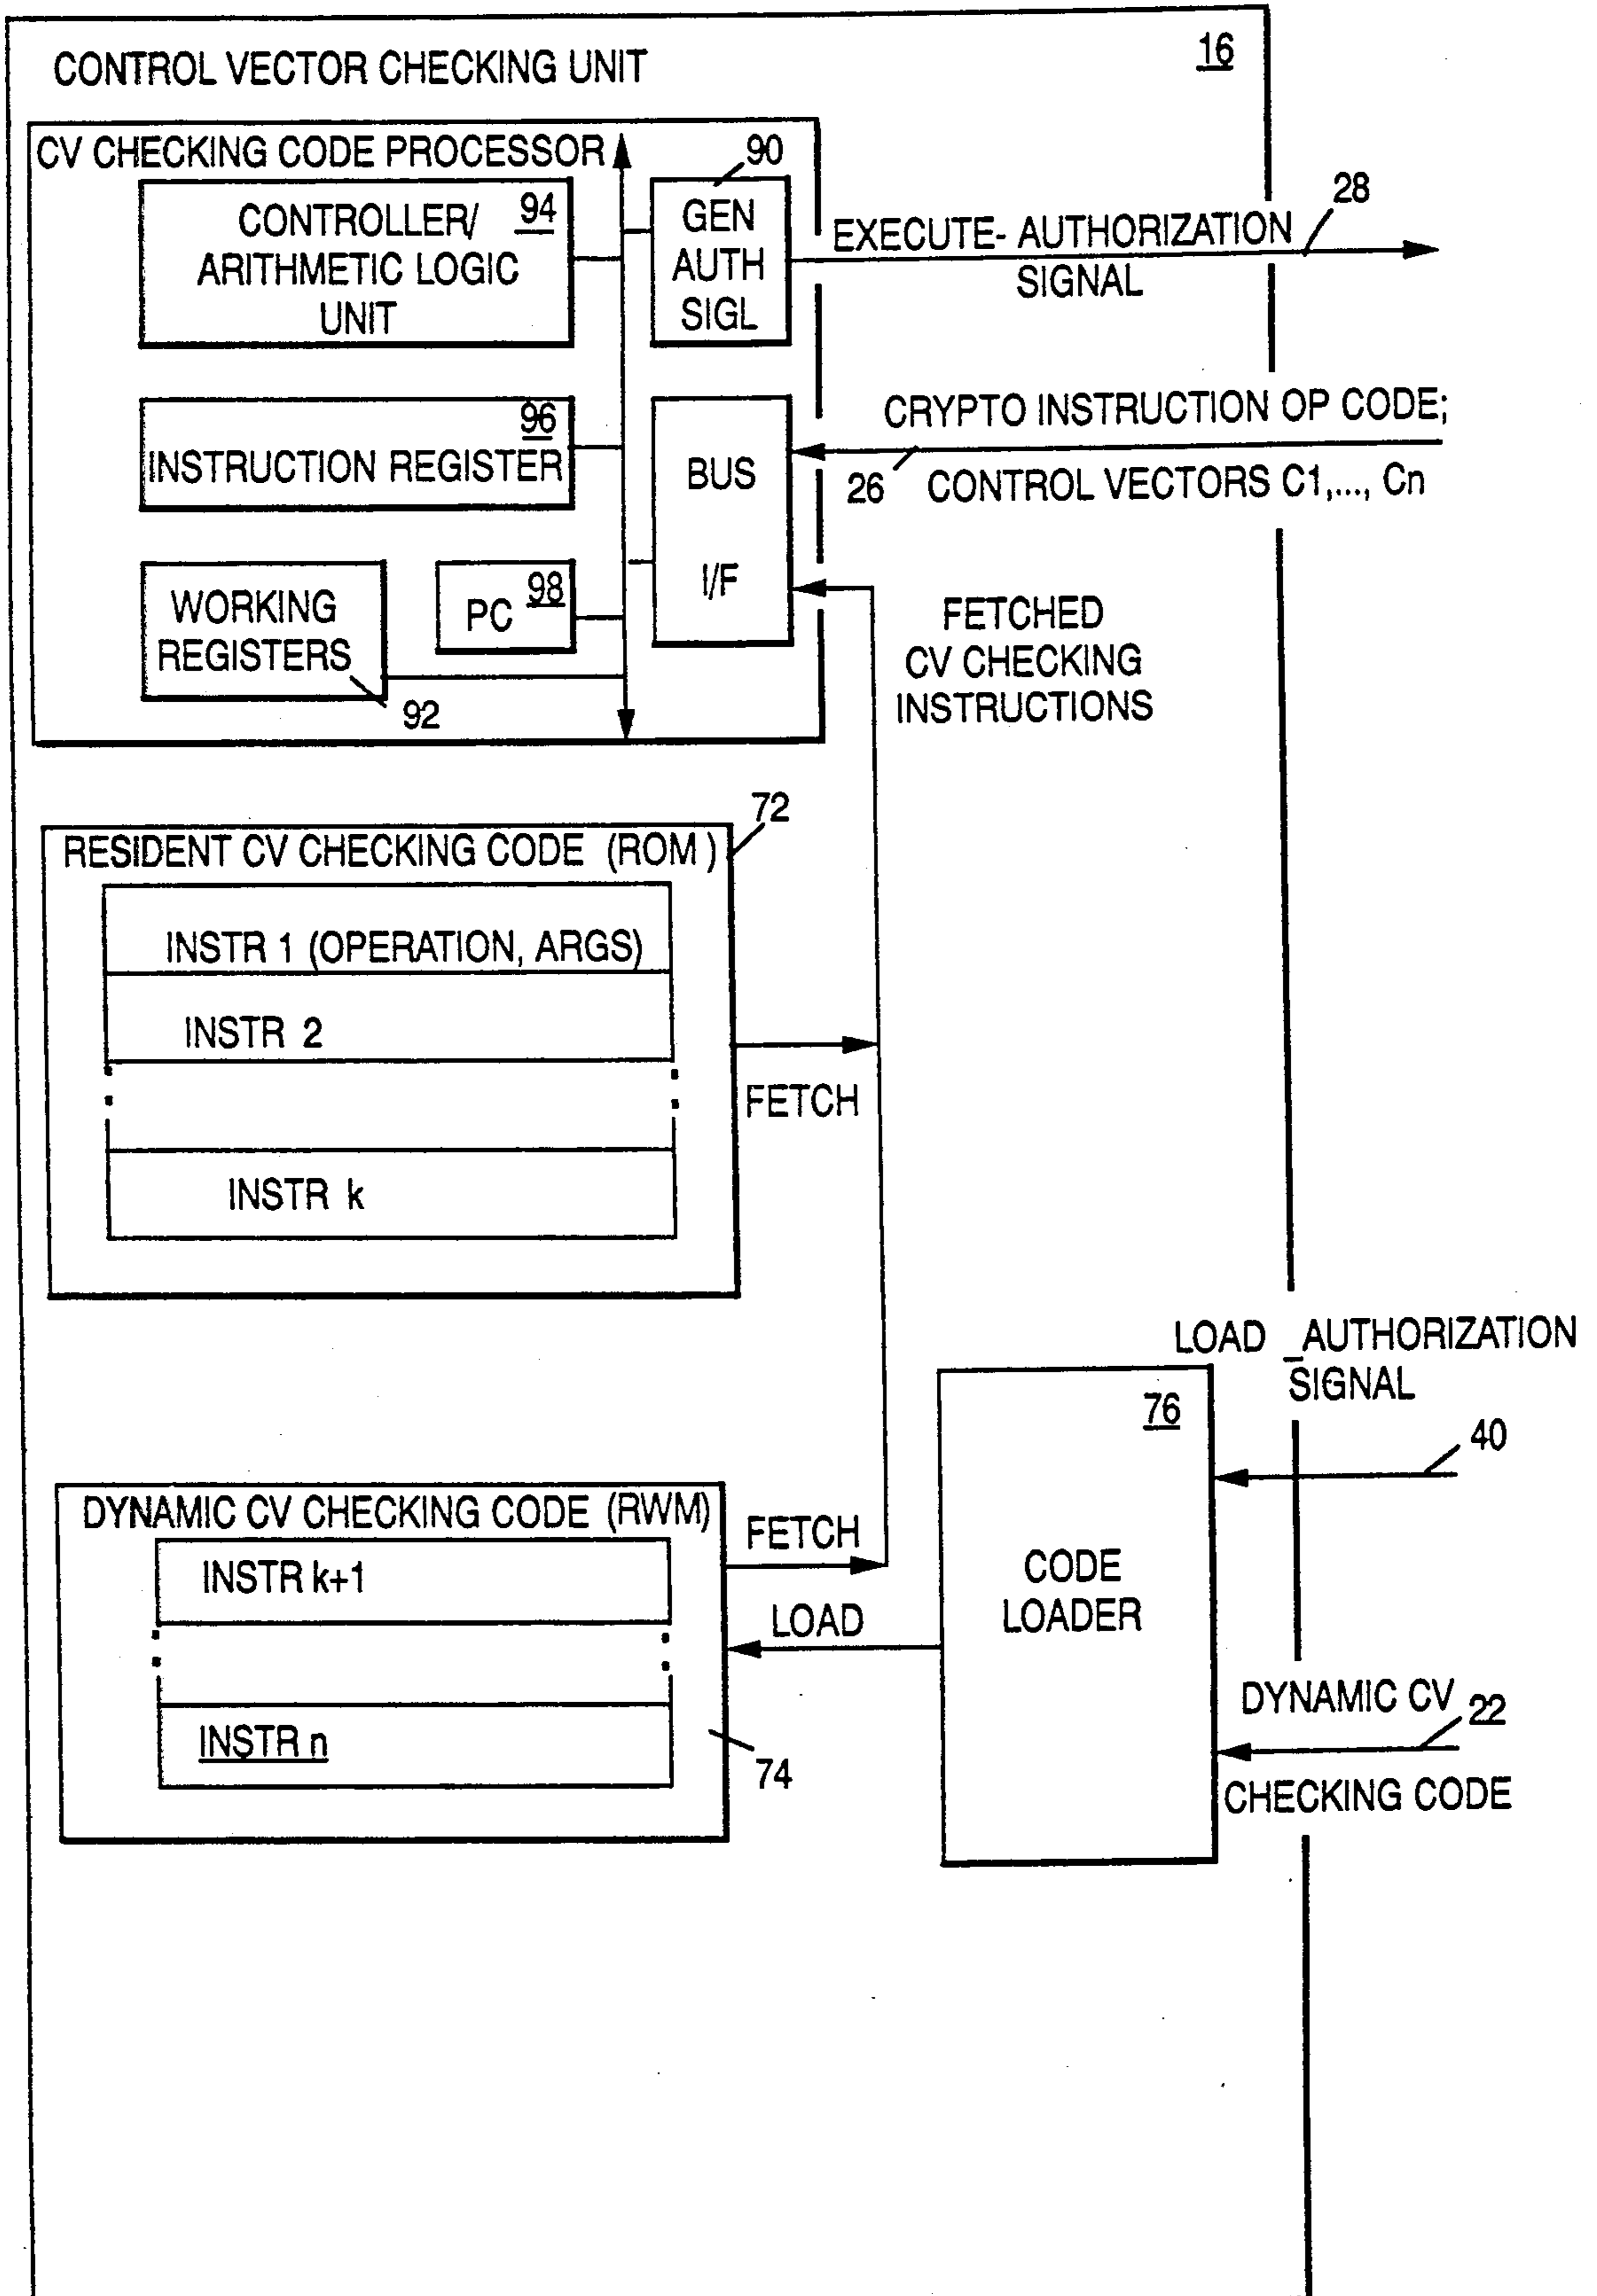 CONTROL VECTOR CHECKING UNIT
16
CV CHECKING CODE PROCESSOR
90
CONTROLLER/
94
ARITHMETIC LOGIC
UNIT
GEN
AUTH
SIGL
EXECUTE- AUTHORIZATION
28
SIGNAL
96
INSTRUCTION REGISTER
BUS
I/F
CRYPTO INSTRUCTION OP CODE;
26
CONTROL VECTORS C1,..., Cn
WORKING
REGISTERS
92
PC
98
FETCHED
CV CHECKING
INSTRUCTIONS
72
RESIDENT CV CHECKING CODE (ROM )
INSTR 1 (OPERATION, ARGS)
INSTR 2
FETCH
INSTR k
LOAD _AUTHORIZATION
SIGNAL
76
40
CODE
LOADER
DYNAMIC CV CHECKING CODE (RWM)
FETCH
INSTR k+1
LOAD
INSTR n
74
DYNAMIC CV
22
CHECKING CODE